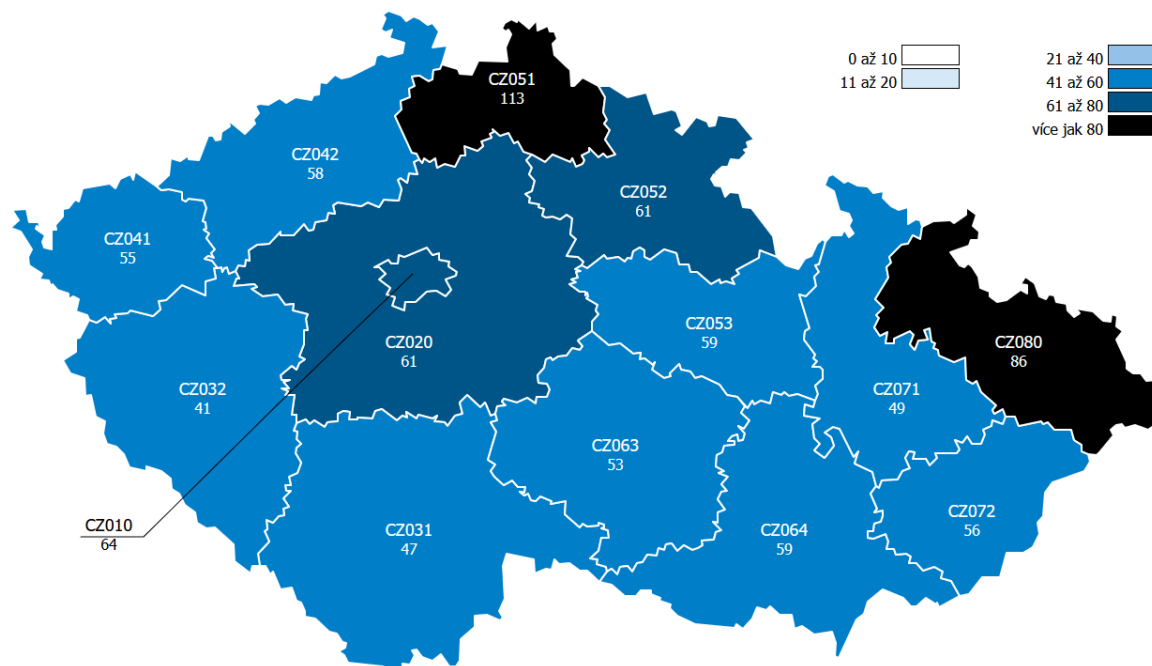 0 až 10
11 až 20
21 až 40
41 až 60
61 až 80
více jak 80
CZ051
113
CZ042
58
CZ052
61
CZ041
55
CZ053
59
CZ020
61
CZ080
86
CZ032
41
CZ071
49
CZ063
53
CZ010
64
CZ031
47
CZ064
59
CZ072
56